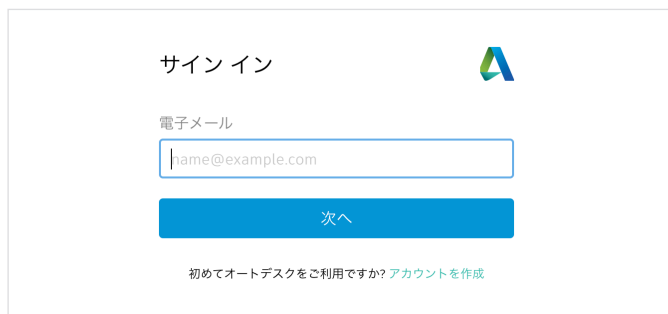 サイン イン
電子メール
name@example.com
次へ
初めてオートデスクをご利用ですか? アカウントを作成